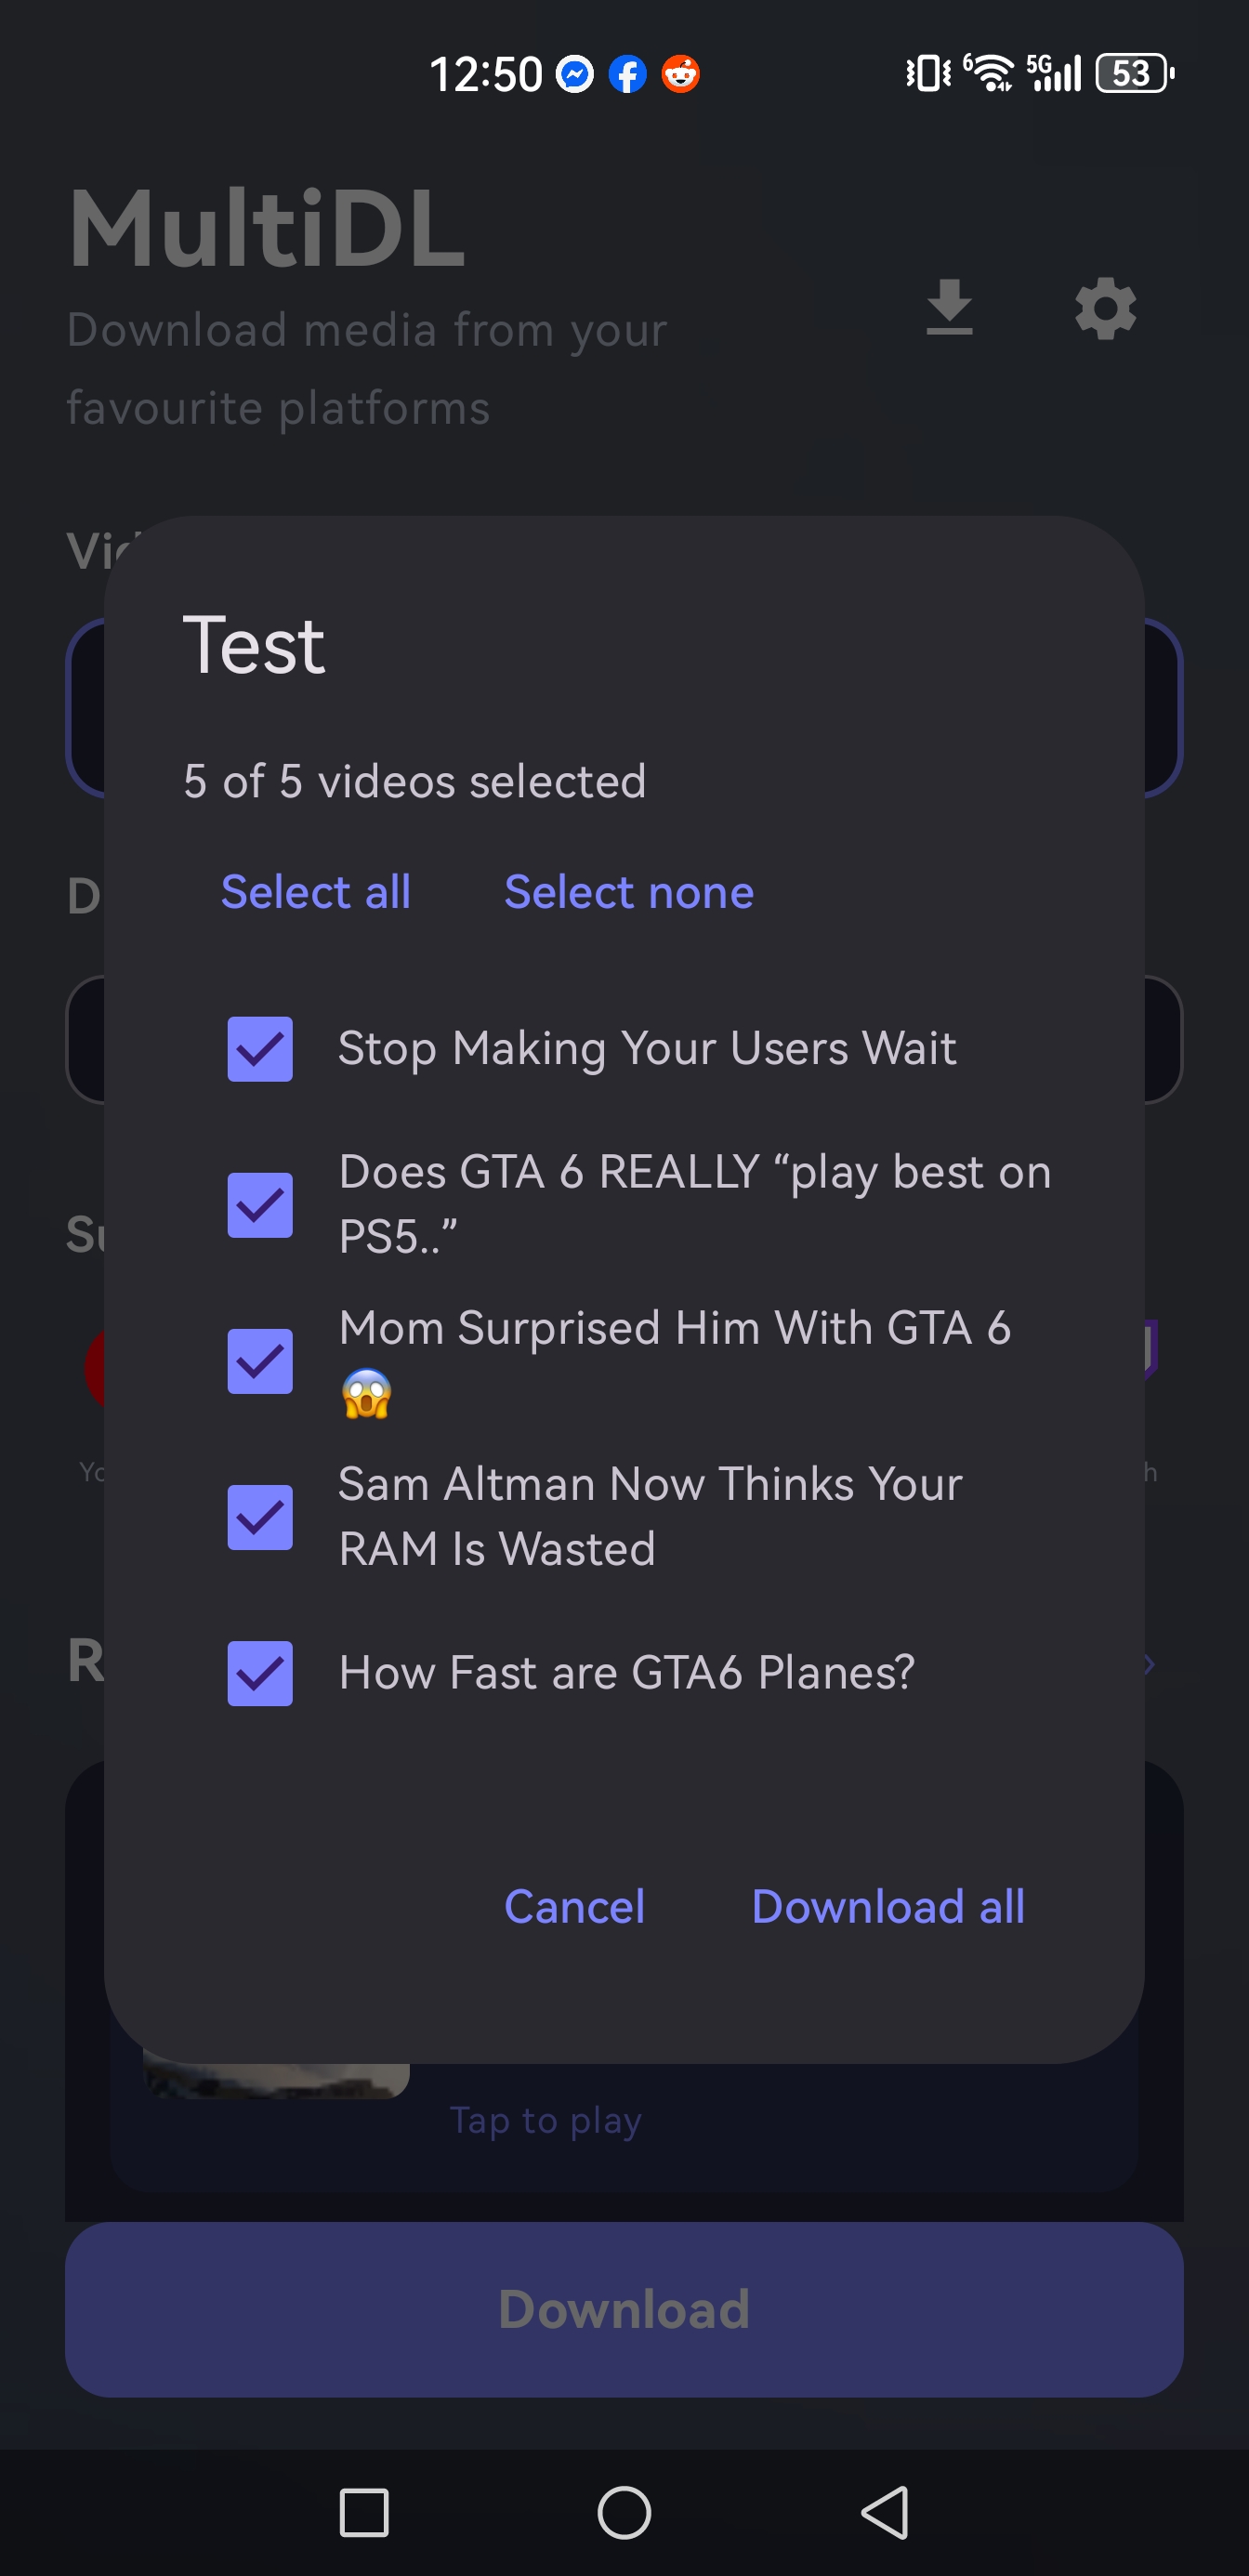 12:50
6
5G
53
MultiDL
Download media from your
favourite platforms
Test
5 of 5 videos selected
Select all Select none
Stop Making Your Users Wait
Does GTA 6 REALLY “play best on
PS5..”
Mom Surprised Him With GTA 6
😱
Sam Altman Now Thinks Your
RAM Is Wasted
How Fast are GTA6 Planes?
Cancel Download all
Tap to play
Download